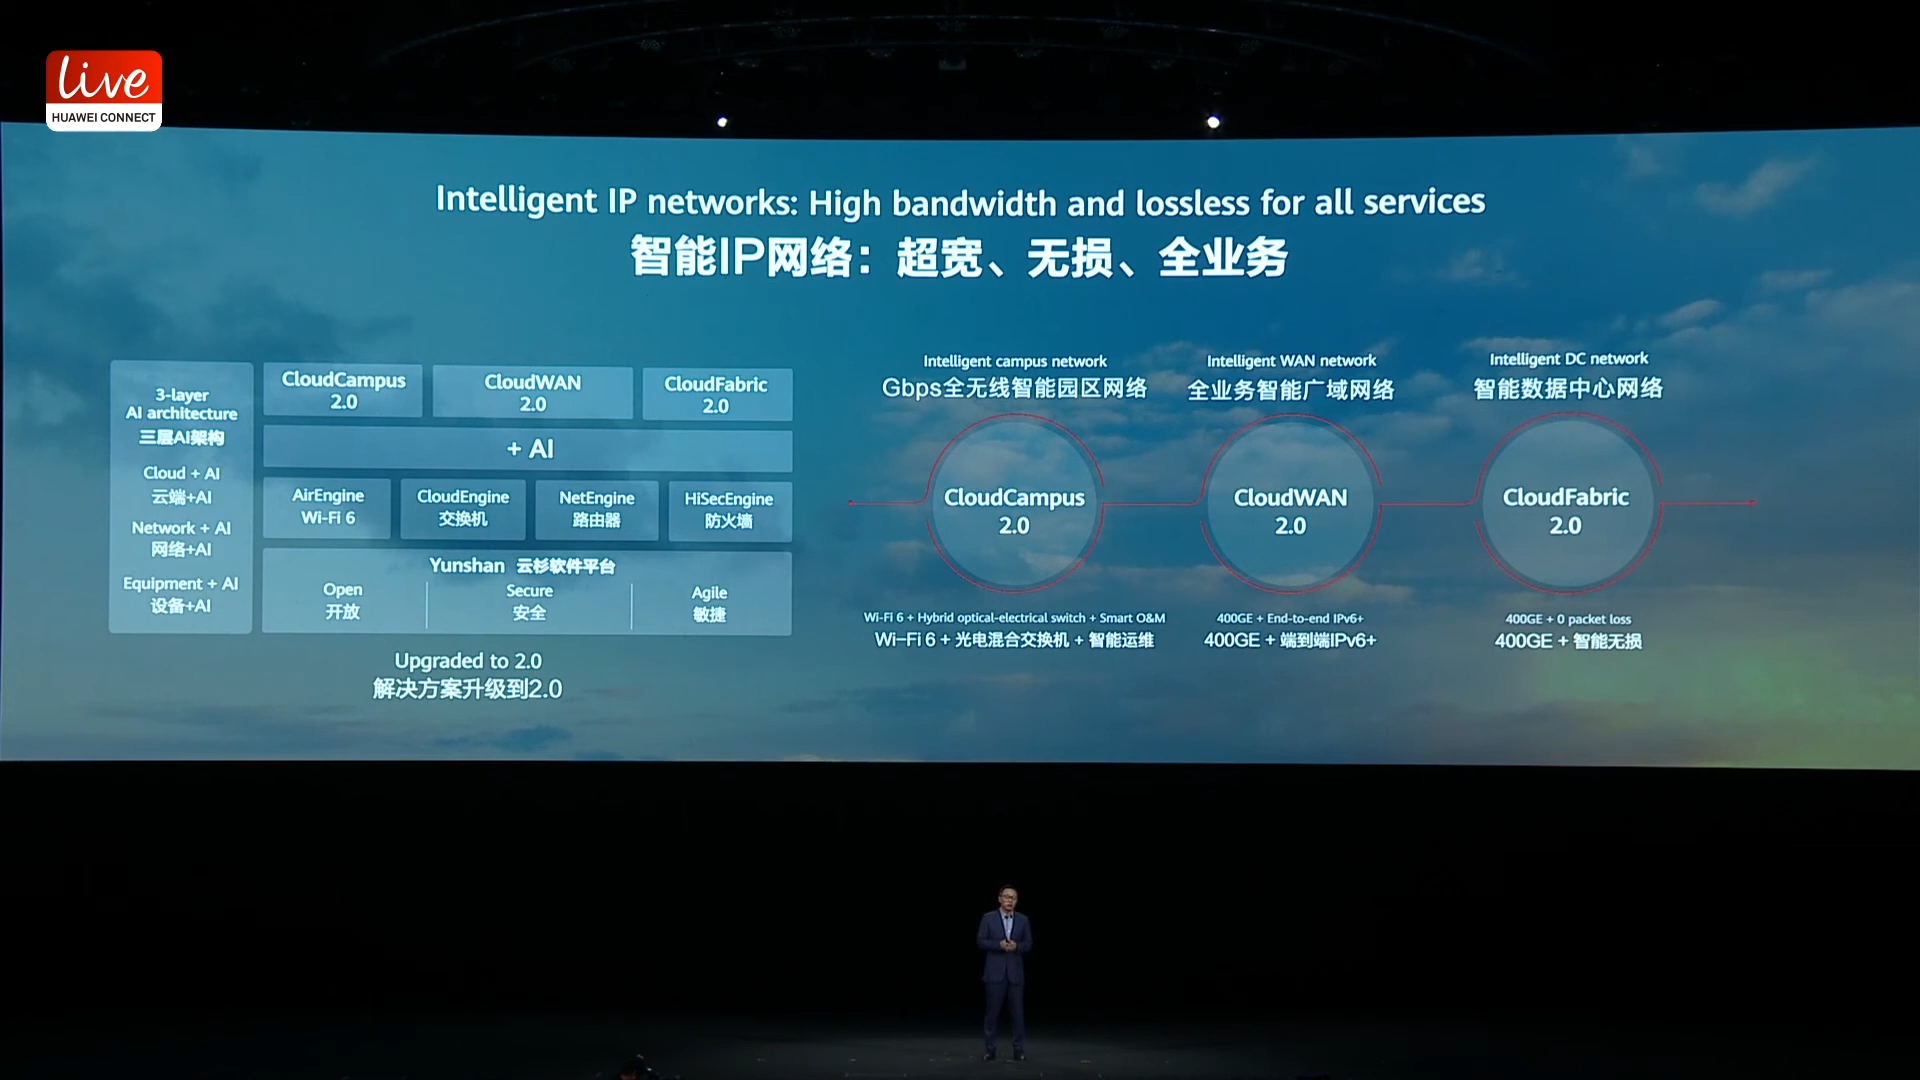 Live
HUAWEI CONNECT
Intelligent IP networks: High bandwidth and lossless for all services
智能IP网络：超宽、无损、全业务
3-layer
AI architecture
三层AI架构
Cloud + AI
云端+AI
Network + AI
网络+AI
Equipment + AI
设备+AI
CloudCampus
2.0
CloudWAN
2.0
CloudFabric
2.0
+ AI
AirEngine
Wi-Fi 6
CloudEngine
交换机
NetEngine
路由器
HiSecEngine
防火墙
Yunshan 云杉软件平台
Open
开放
Secure
安全
Agile
敏捷
Upgraded to 2.0
解决方案升级到2.0
Intelligent campus network
Gbps全无线智能园区网络
CloudCampus
2.0
Wi-Fi 6 + Hybrid optical-electrical switch + Smart O&M
Wi-Fi 6 + 光电混合交换机 + 智能运维
Intelligent WAN network
全业务智能广域网络
CloudWAN
2.0
400GE + End-to-end IPv6+
400GE + 端到端IPv6+
Intelligent DC network
智能数据中心网络
CloudFabric
2.0
400GE + 0 packet loss
400GE + 智能无损